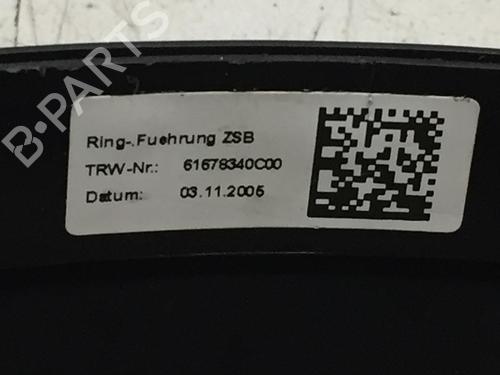 B-PARTS
Ring-.Fuehrung ZSB
TRW-Nr.: 61678340C00
Datum: 03.11.2005